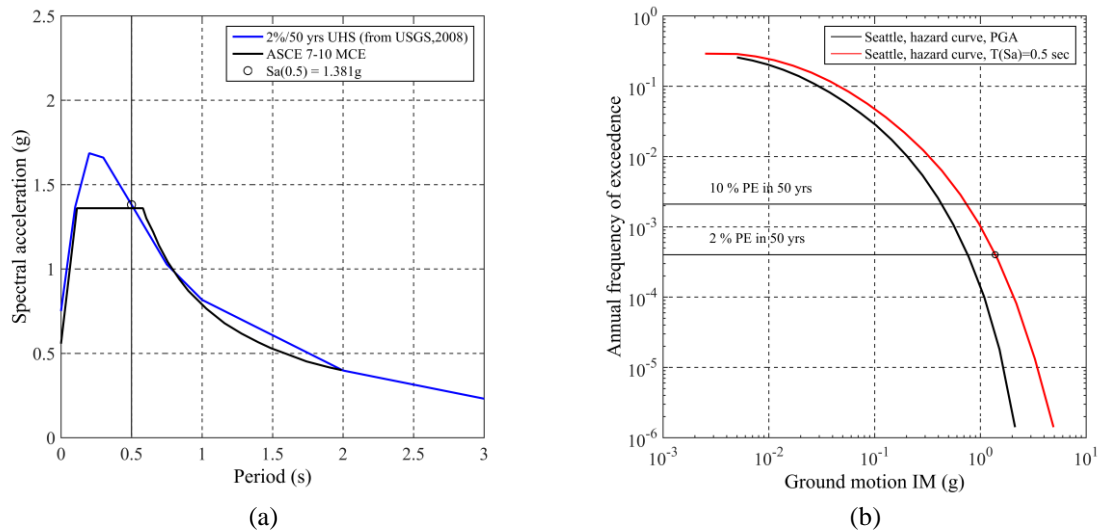 2.5
2
1.5
1
0.5
0
Spectral acceleration (g)
2%/50 yrs UHS (from USGS,2008)
ASCE 7-10 MCE
Sa(0.5) = 1.381g
0 0.5 1 1.5 2 2.5 3
Period (s)
(a)
10^0
10^-1
10^-2
10^-3
10^-4
10^-5
10^-6
Annual frequency of exceedence
Seattle, hazard curve, PGA
Seattle, hazard curve, T(Sa)=0.5 sec
10 % PE in 50 yrs
2 % PE in 50 yrs
10^-3 10^-2 10^-1 10^0 10^1
Ground motion IM (g)
(b)